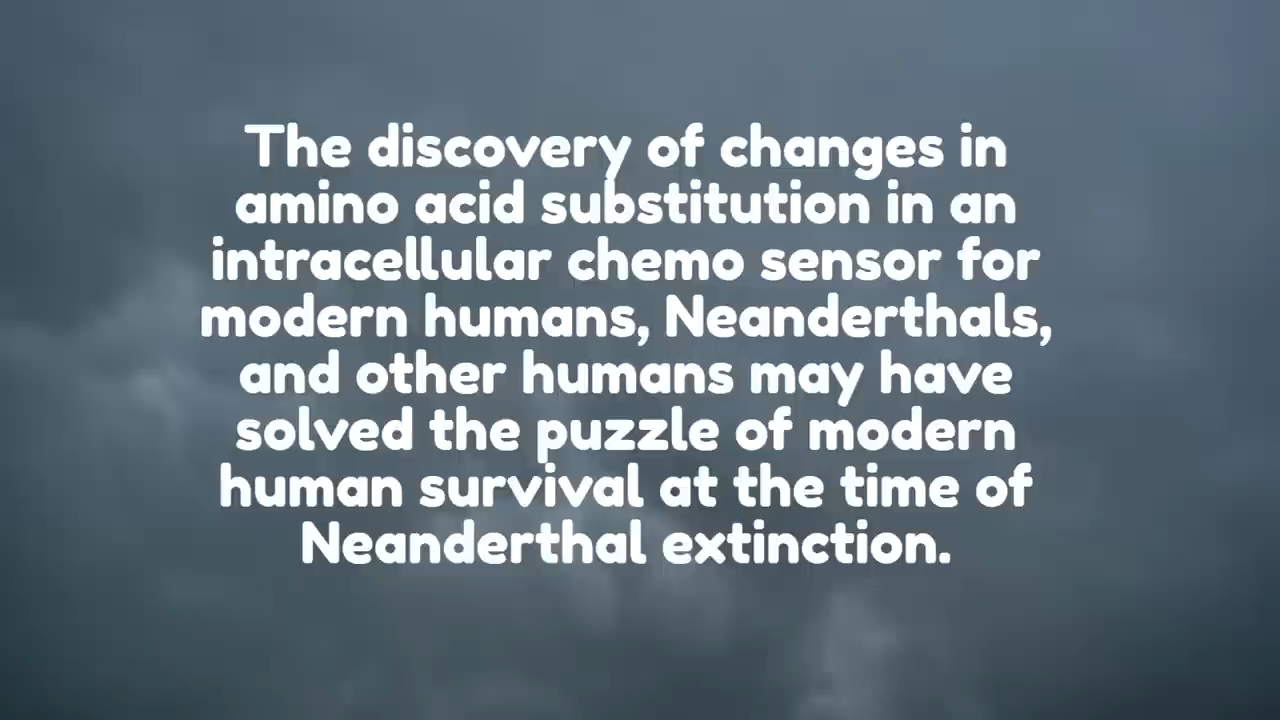 The discovery of changes in
amino acid substitution in an
intracellular chemo sensor for
modern humans, Neanderthals,
and other humans may have
solved the puzzle of modern
human survival at the time of
Neanderthal extinction.